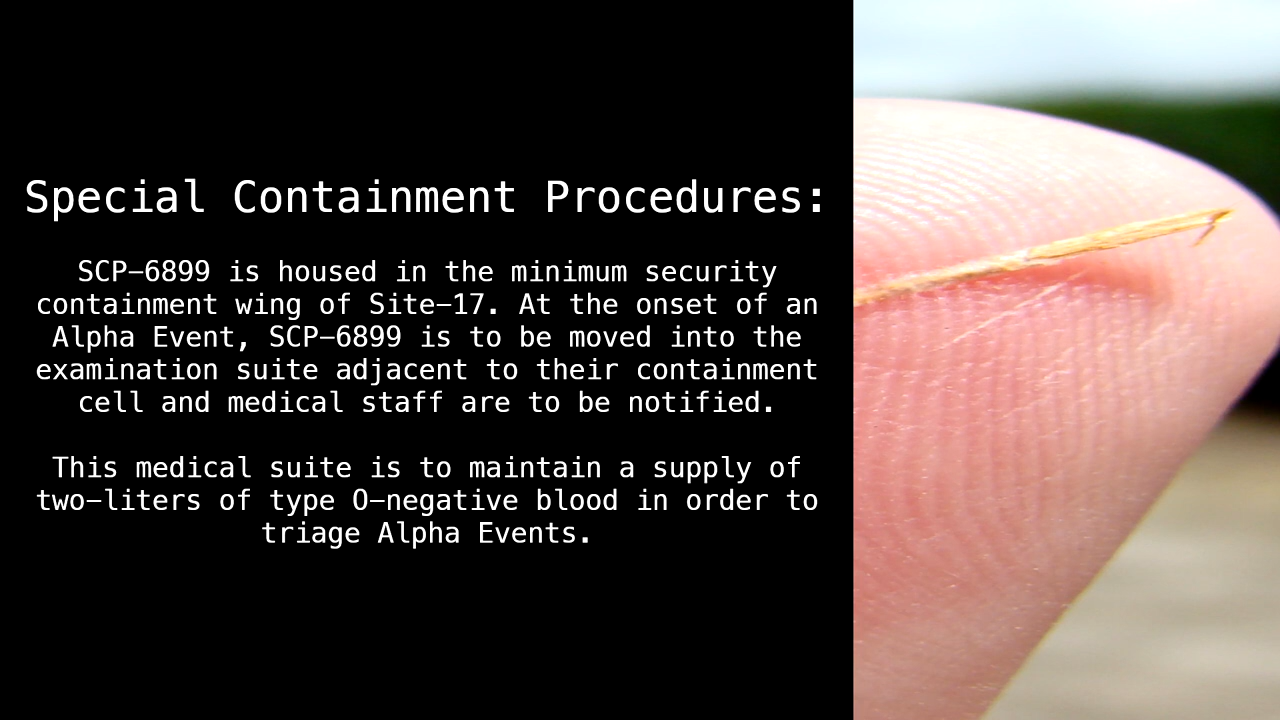 Special Containment Procedures:
SCP-6899 is housed in the minimum security
containment wing of Site-17. At the onset of an
Alpha Event, SCP-6899 is to be moved into the
examination suite adjacent to their containment
cell and medical staff are to be notified.
This medical suite is to maintain a supply of
two-liters of type O-negative blood in order to
triage Alpha Events.